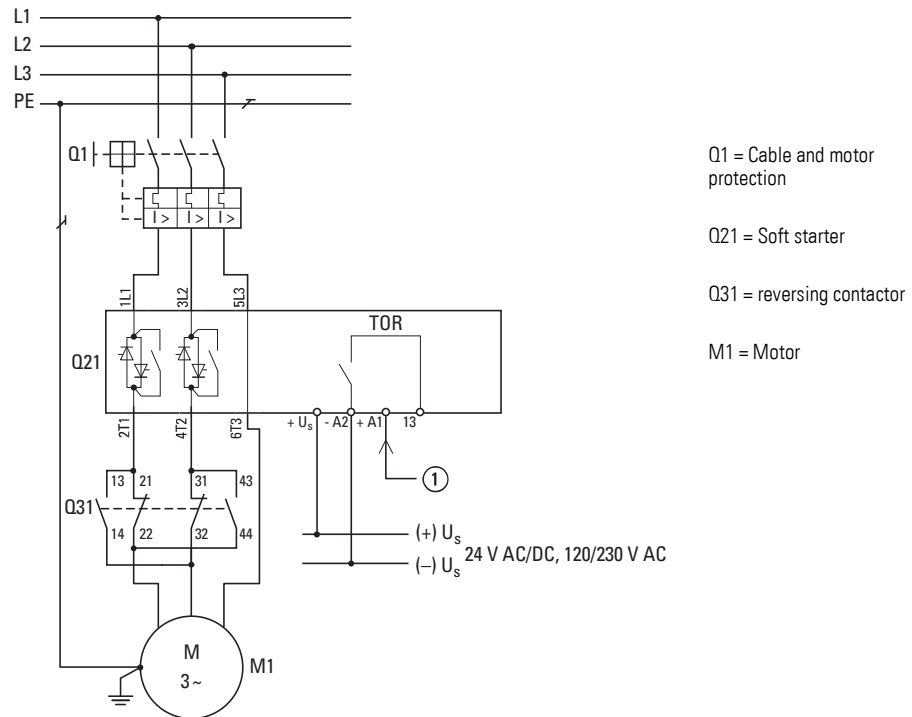 L1
L2
L3
PE
Q1
I > I > I >
1L1 3L2 5L3
TOR
Q21
2T1 4T2 6T3
+ Us - A2 + A1 13
1
13 21 31 43
Q31
14 22 32 44
(+) Us
(–) Us 24 V AC/DC, 120/230 V AC
M
3 ~
M1
Q1 = Cable and motor
protection
Q21 = Soft starter
Q31 = reversing contactor
M1 = Motor